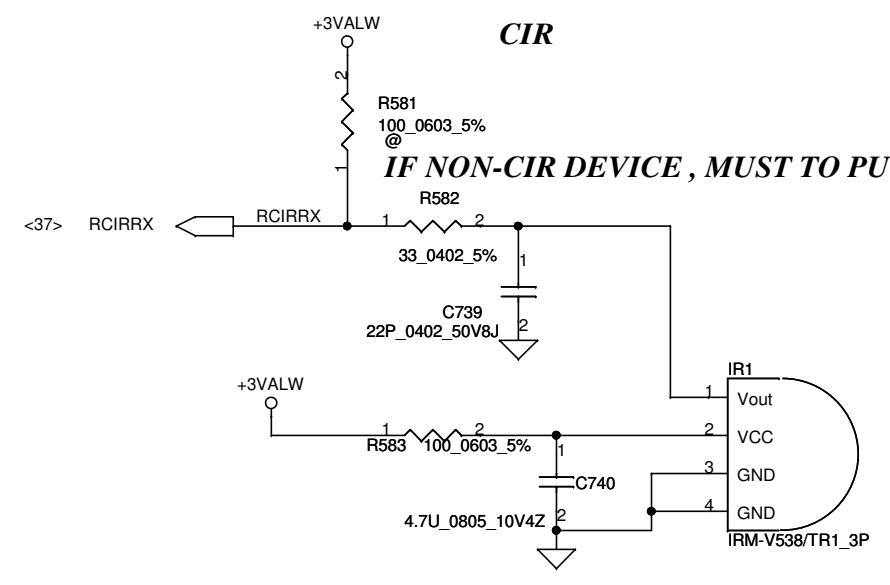 +3VALW
CIR
2
R581
100_0603_5%
@
1
IF NON-CIR DEVICE , MUST TO PU
R582
<37> RCIRRX RCIRRX 1 2
33_0402_5%
1
C739
22P_0402_50V8J 2
+3VALW
IR1
1 Vout
1 2 2 VCC
R583 100_0603_5%
1
3 GND
C740
4 GND
4.7U_0805_10V4Z 2
IRM-V538/TR1_3P